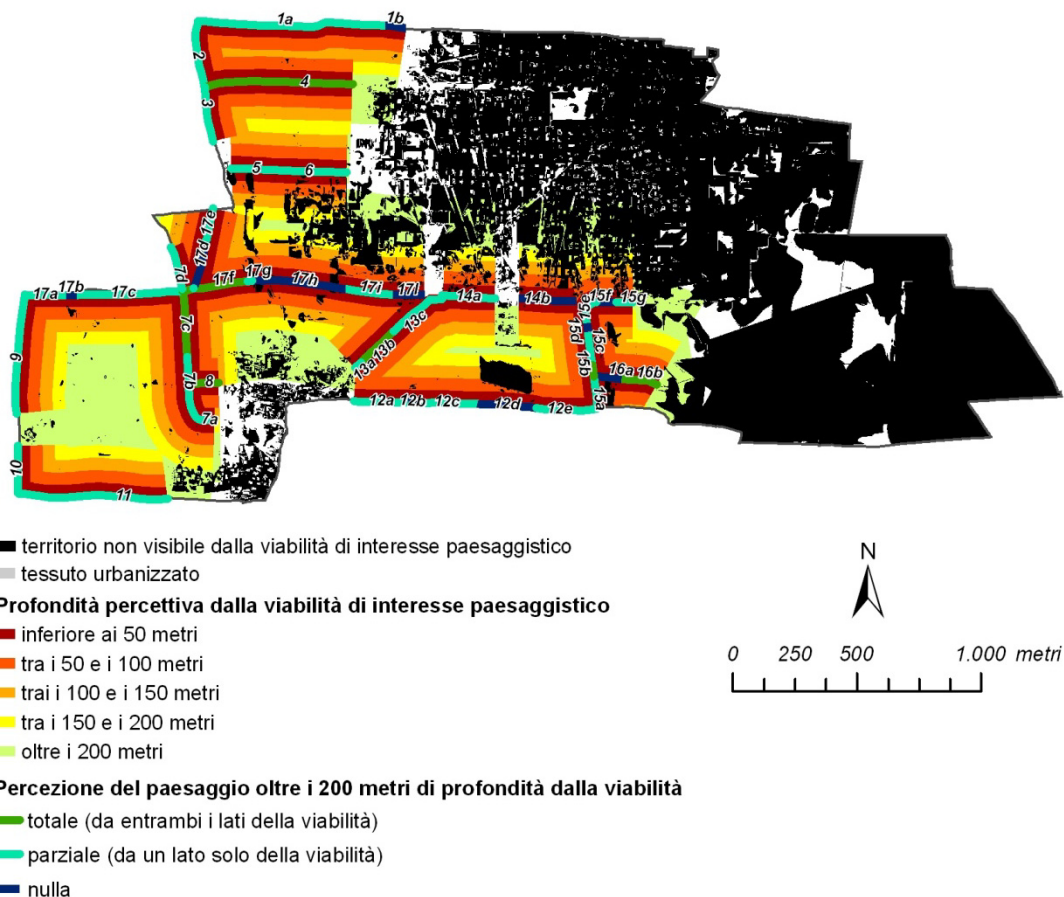 1a
1b
2
4
3
5
6
17e
17d
7d
17f
17g
17h
17i
17l
17a
17b
17c
14a
14b
15f
15g
15e
13c
7c
15d
15c
9
13b
13a
7b
8
15b
16a
16b
7a
12a
12b
12c
12d
12e
15a
10
11
territorio non visibile dalla viabilità di interesse paesaggistico
tessuto urbanizzato
Profondità percettiva dalla viabilità di interesse paesaggistico
inferiore ai 50 metri
tra i 50 e i 100 metri
trai i 100 e i 150 metri
tra i 150 e i 200 metri
oltre i 200 metri
Percezione del paesaggio oltre i 200 metri di profondità dalla viabilità
totale (da entrambi i lati della viabilità)
parziale (da un lato solo della viabilità)
nulla
N
0 250 500 1.000 metri